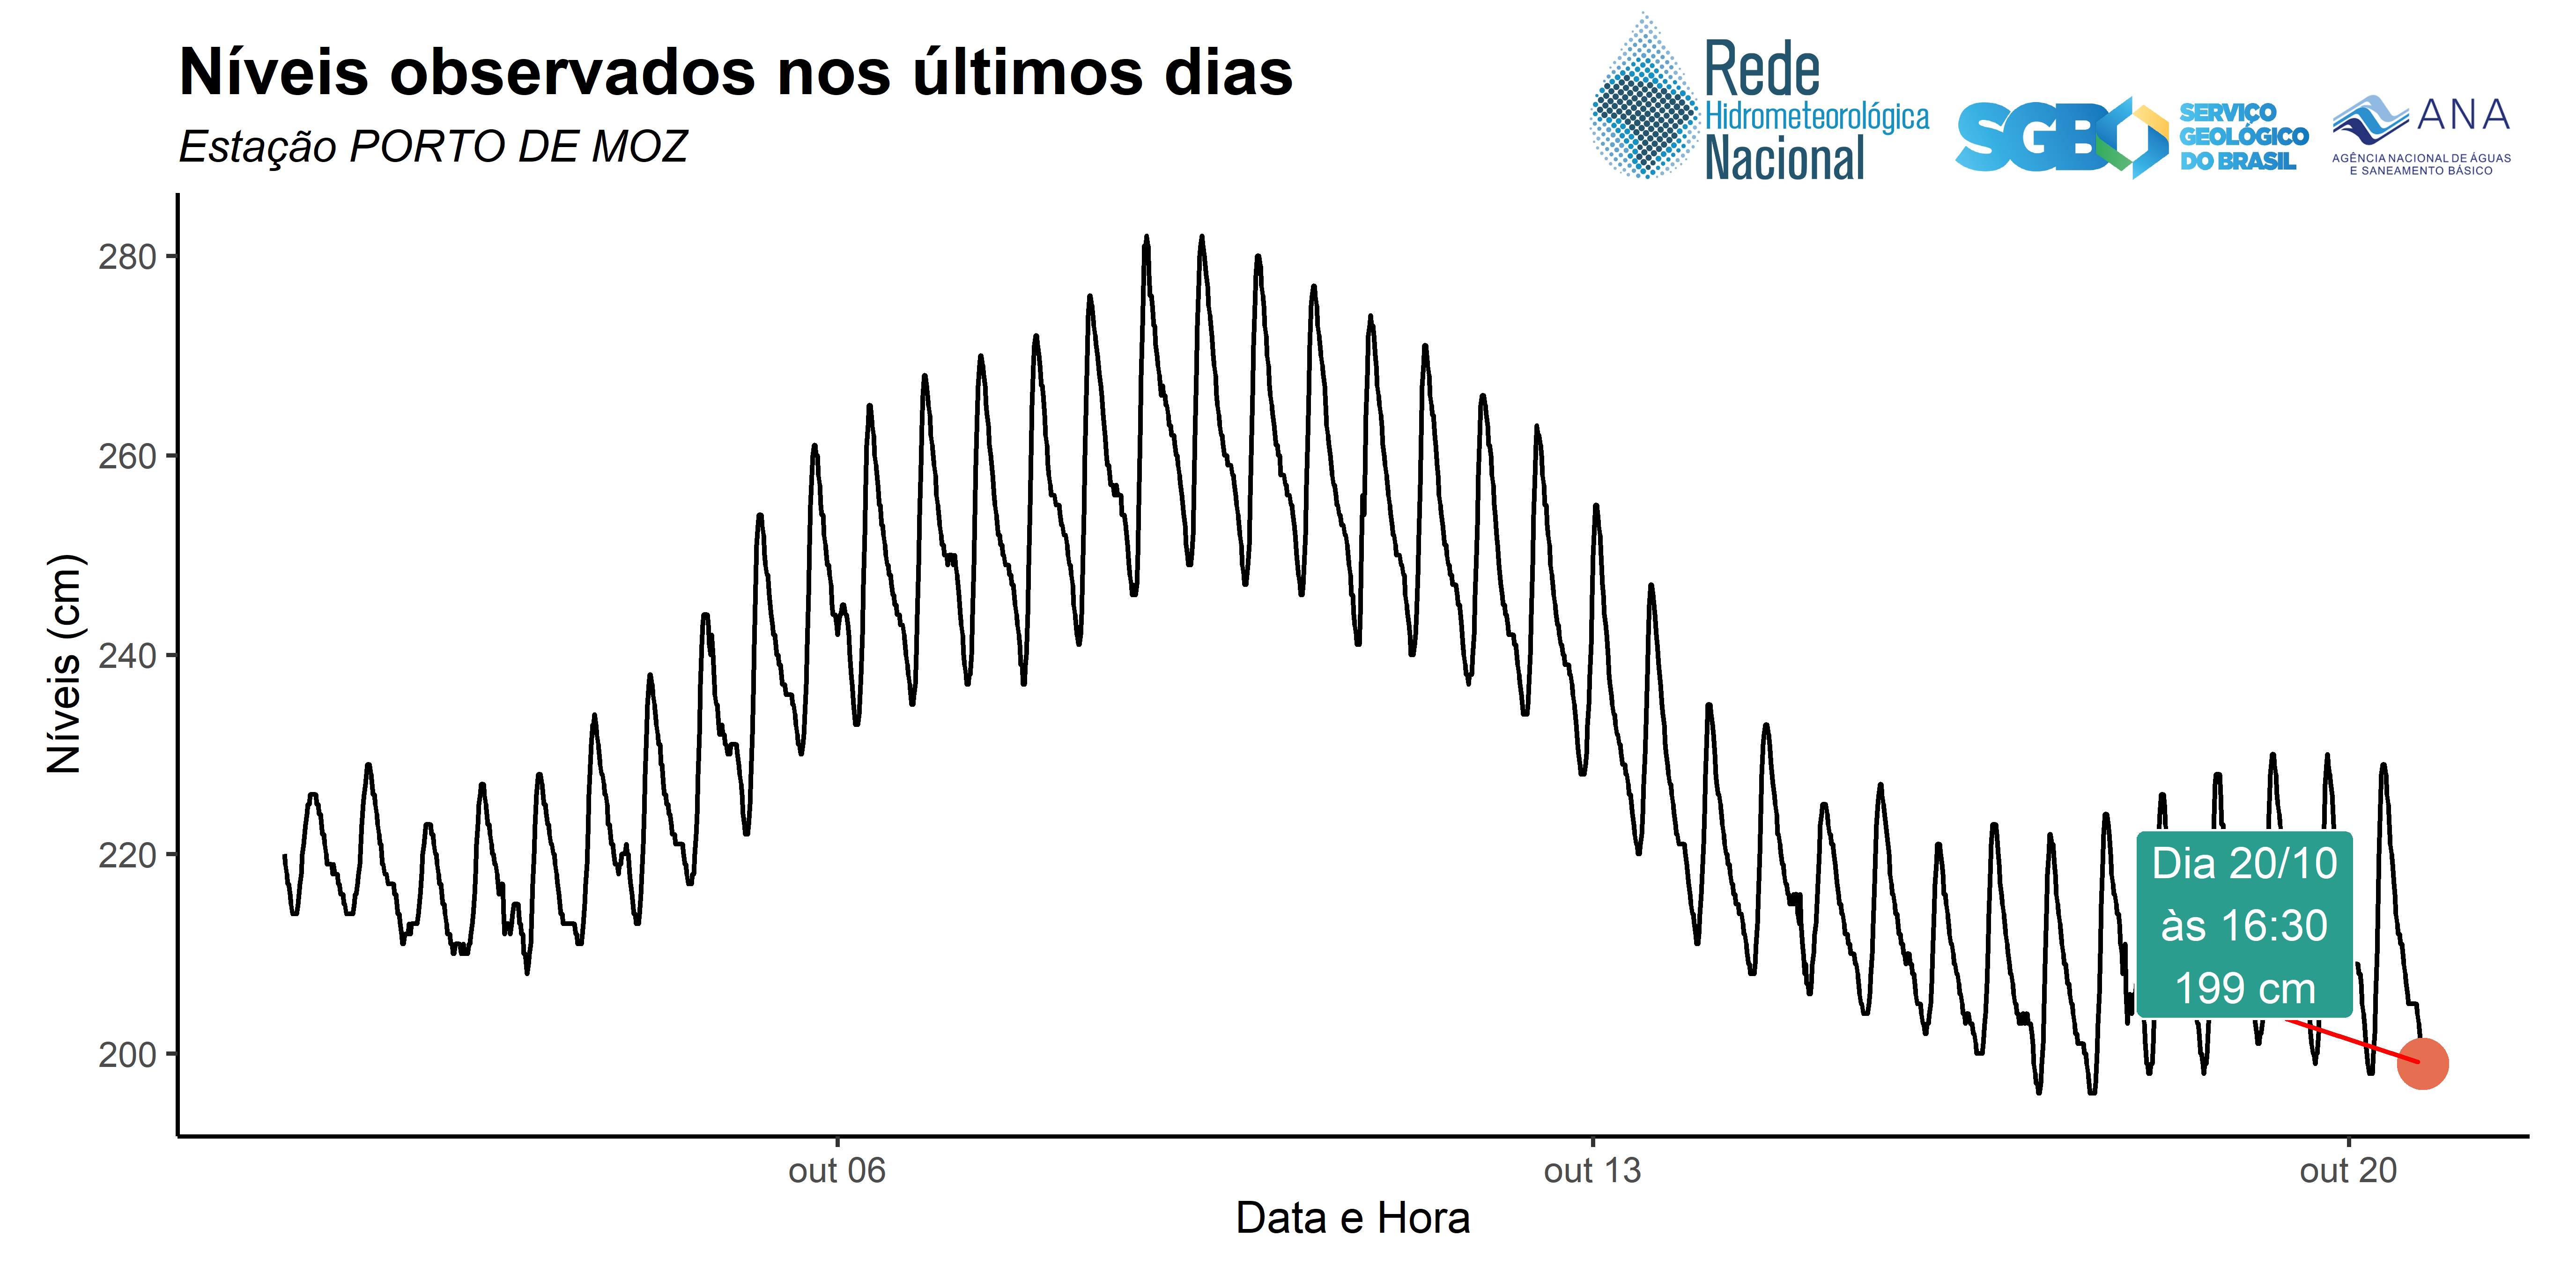 Níveis observados nos últimos dias
Estação PORTO DE MOZ
Rede
Hidrometeorológica
Nacional
SGB
SERVIÇO
GEOLÓGICO
DO BRASIL
ANA
AGÊNCIA NACIONAL DE ÁGUAS
E SANEAMENTO BÁSICO
Níveis (cm)
280
260
240
220
200
Dia 20/10
às 16:30
199 cm
out 06
out 13
out 20
Data e Hora